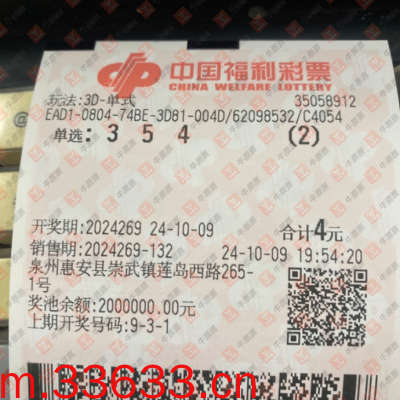 中国福利彩票
CHINA WELFARE LOTTERY
玩法:3D-单式 35058912
EAD1-0804-74BE-3D81-004D/62098532/C4054
单选: 3 5 4 (2)
开奖期:2024269 24-10-09 合计4元
销售期:2024269-132 24-10-09 19:54:20
永州惠安县崇武镇莲岛西路265-
1号
奖池余额:2000000.00元
上期开奖号码:9-3-1
m.33633.cn